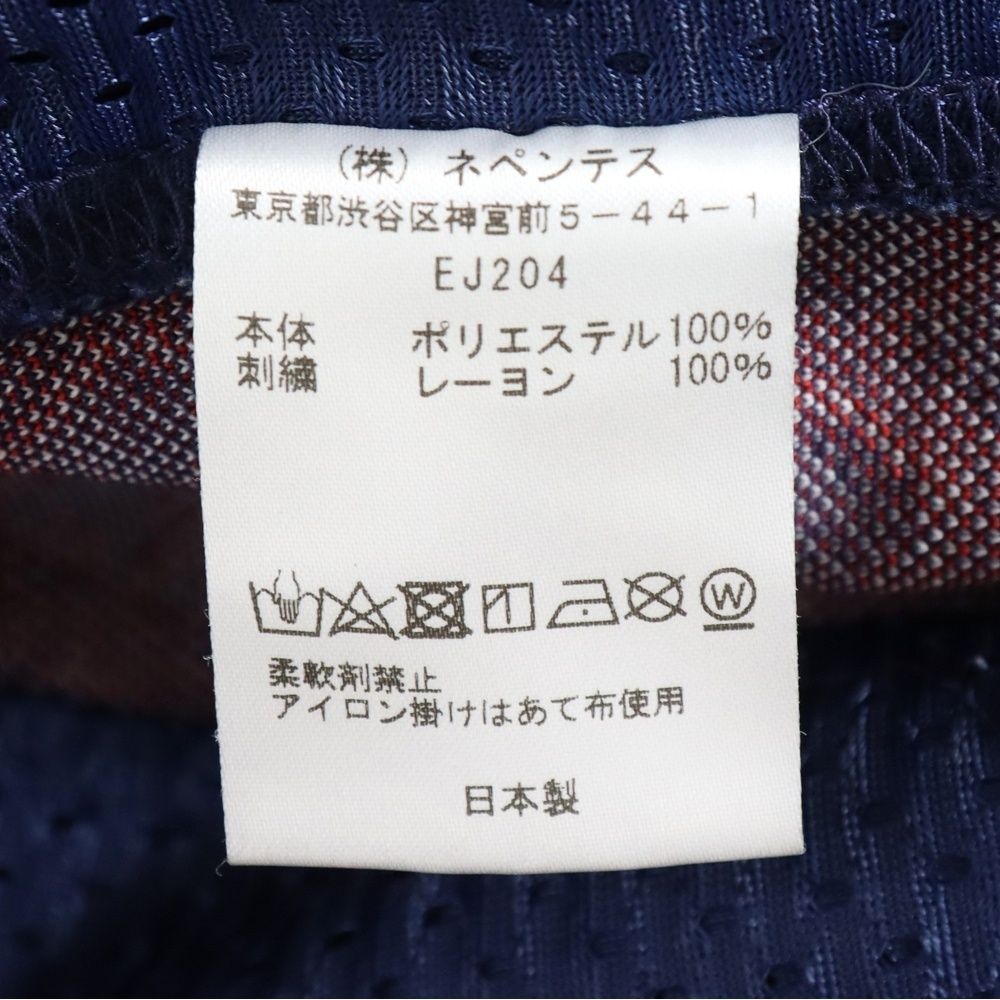 (株) ネペンテス
東京都渋谷区神宮前5-44-1
EJ204
本体 ポリエステル100%
刺繍 レーヨン 100%
W
柔軟剤禁止
アイロン掛けはあて布使用
日本製